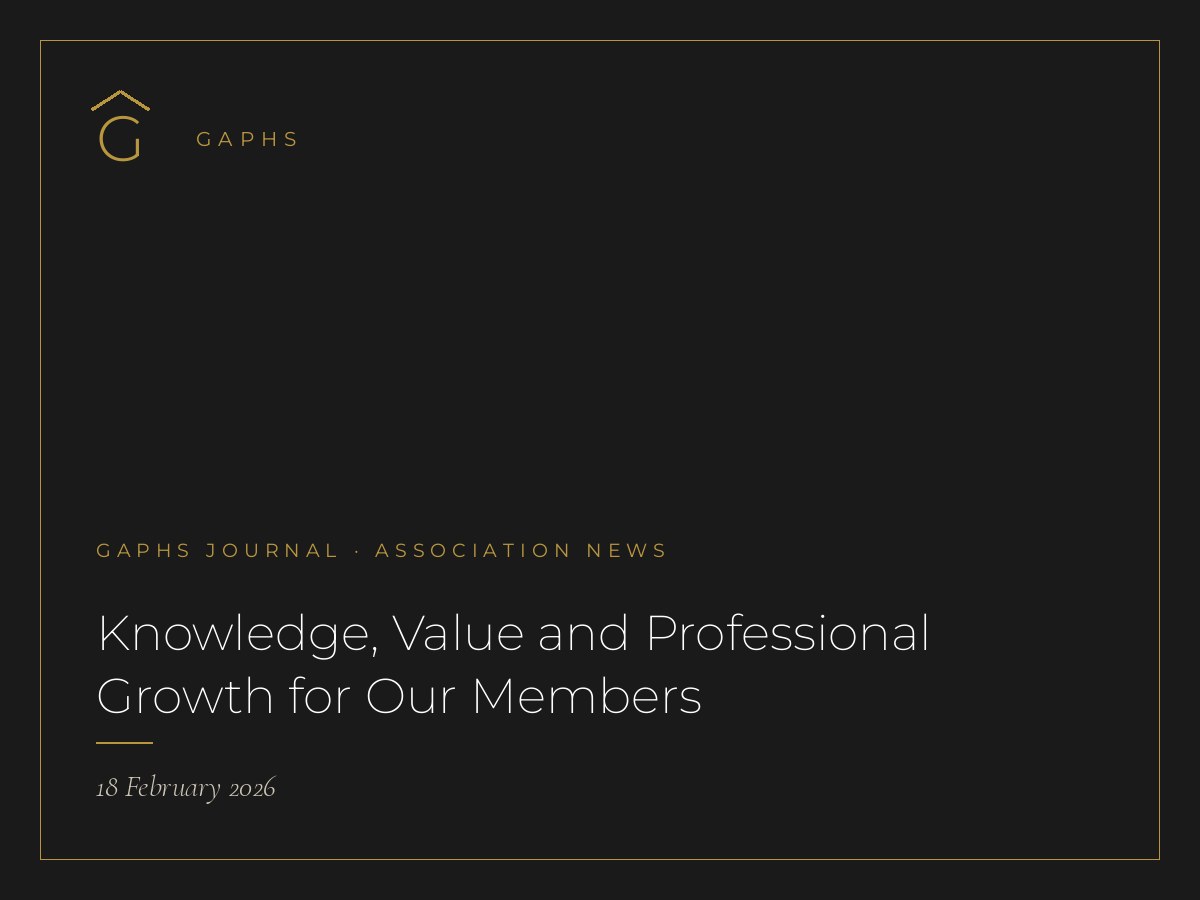 G
GAPHS
GAPHS JOURNAL · ASSOCIATION NEWS
Knowledge, Value and Professional
Growth for Our Members
18 February 2026